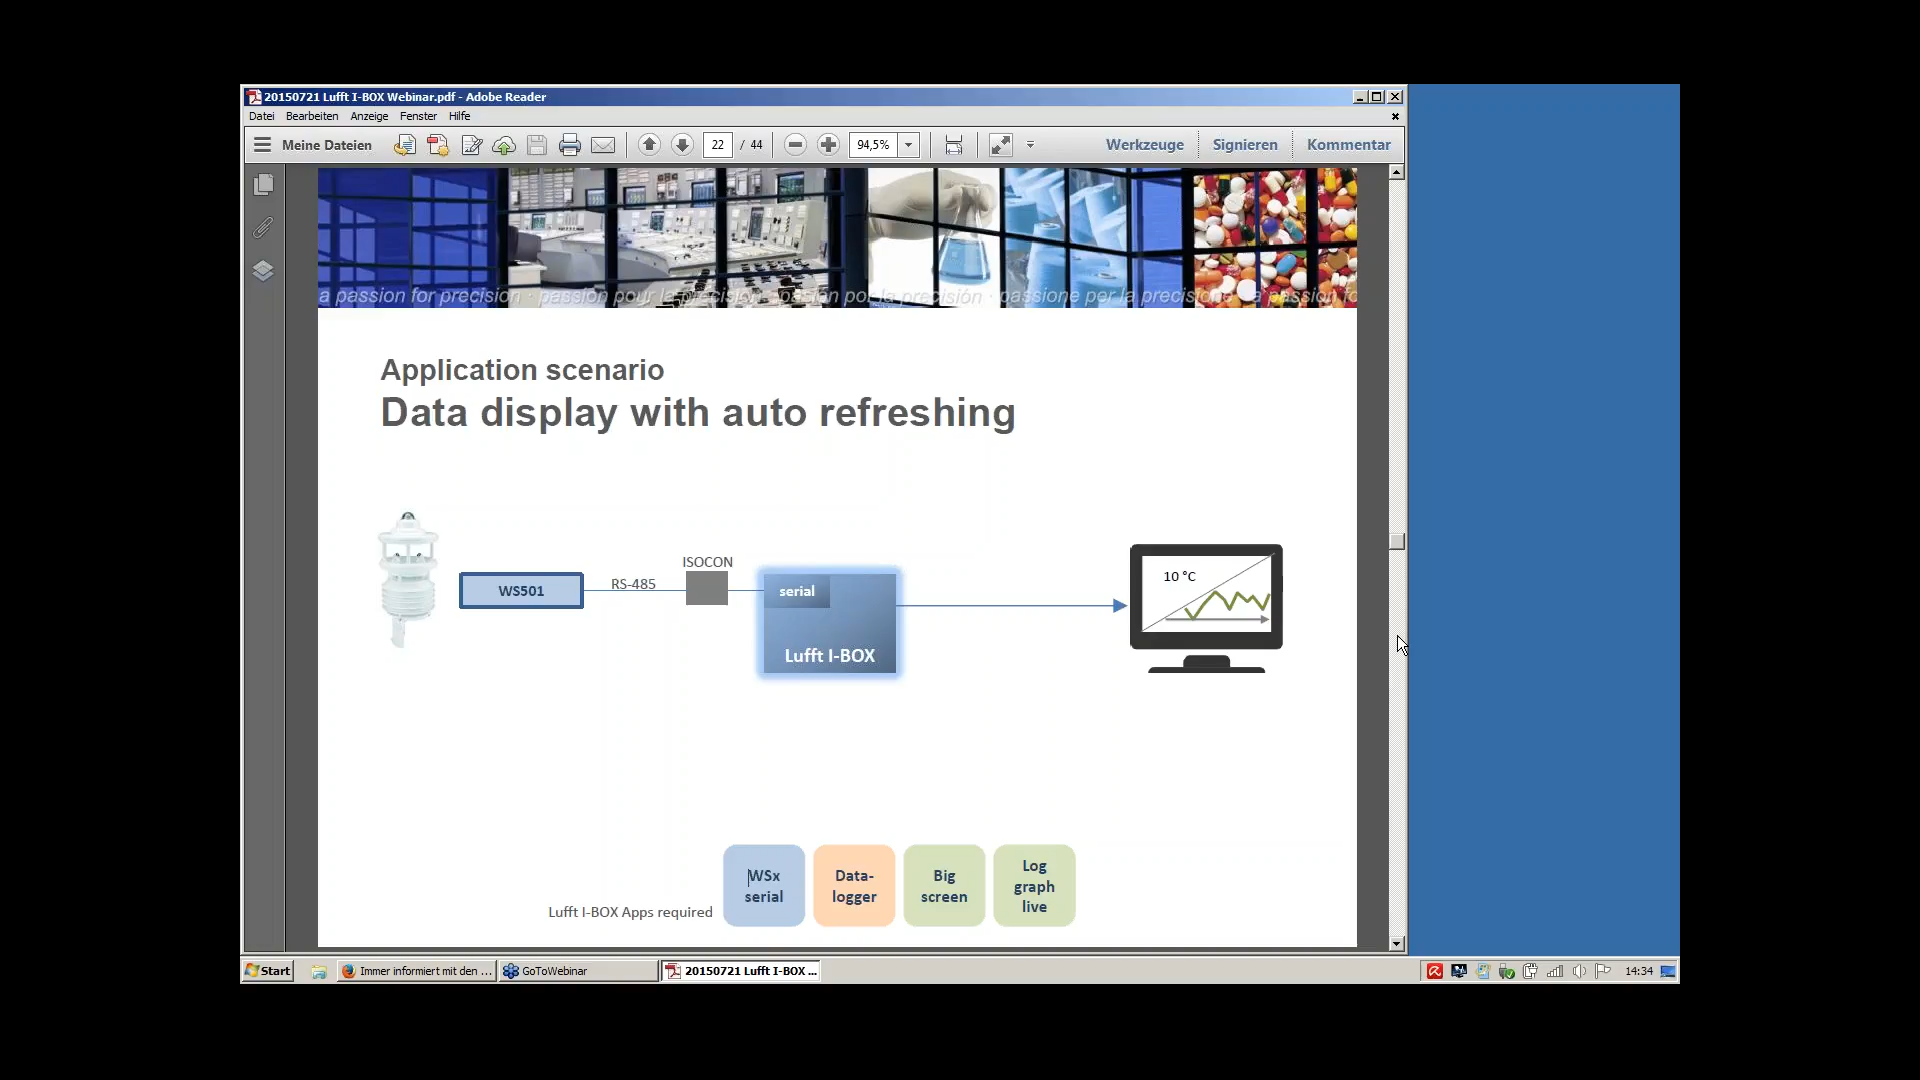 20150721 Lufft I-BOX Webinar.pdf - Adobe Reader
Datei Bearbeiten Anzeige Fenster Hilfe
Meine Dateien 22 / 44 94,5% Werkzeuge Signieren Kommentar
a passion for precision · passion pour la précision · pasión por la precisión · passione per la precisione · a passion fo
Application scenario
Data display with auto refreshing
ISOCON
WS501 RS-485 serial
10 °C
Lufft I-BOX
WSx
serial
Data-
logger
Big
screen
Log
graph
live
Lufft I-BOX Apps required
Start Immer informiert mit den ... GoToWebinar 20150721 Lufft I-BOX ... 14:34